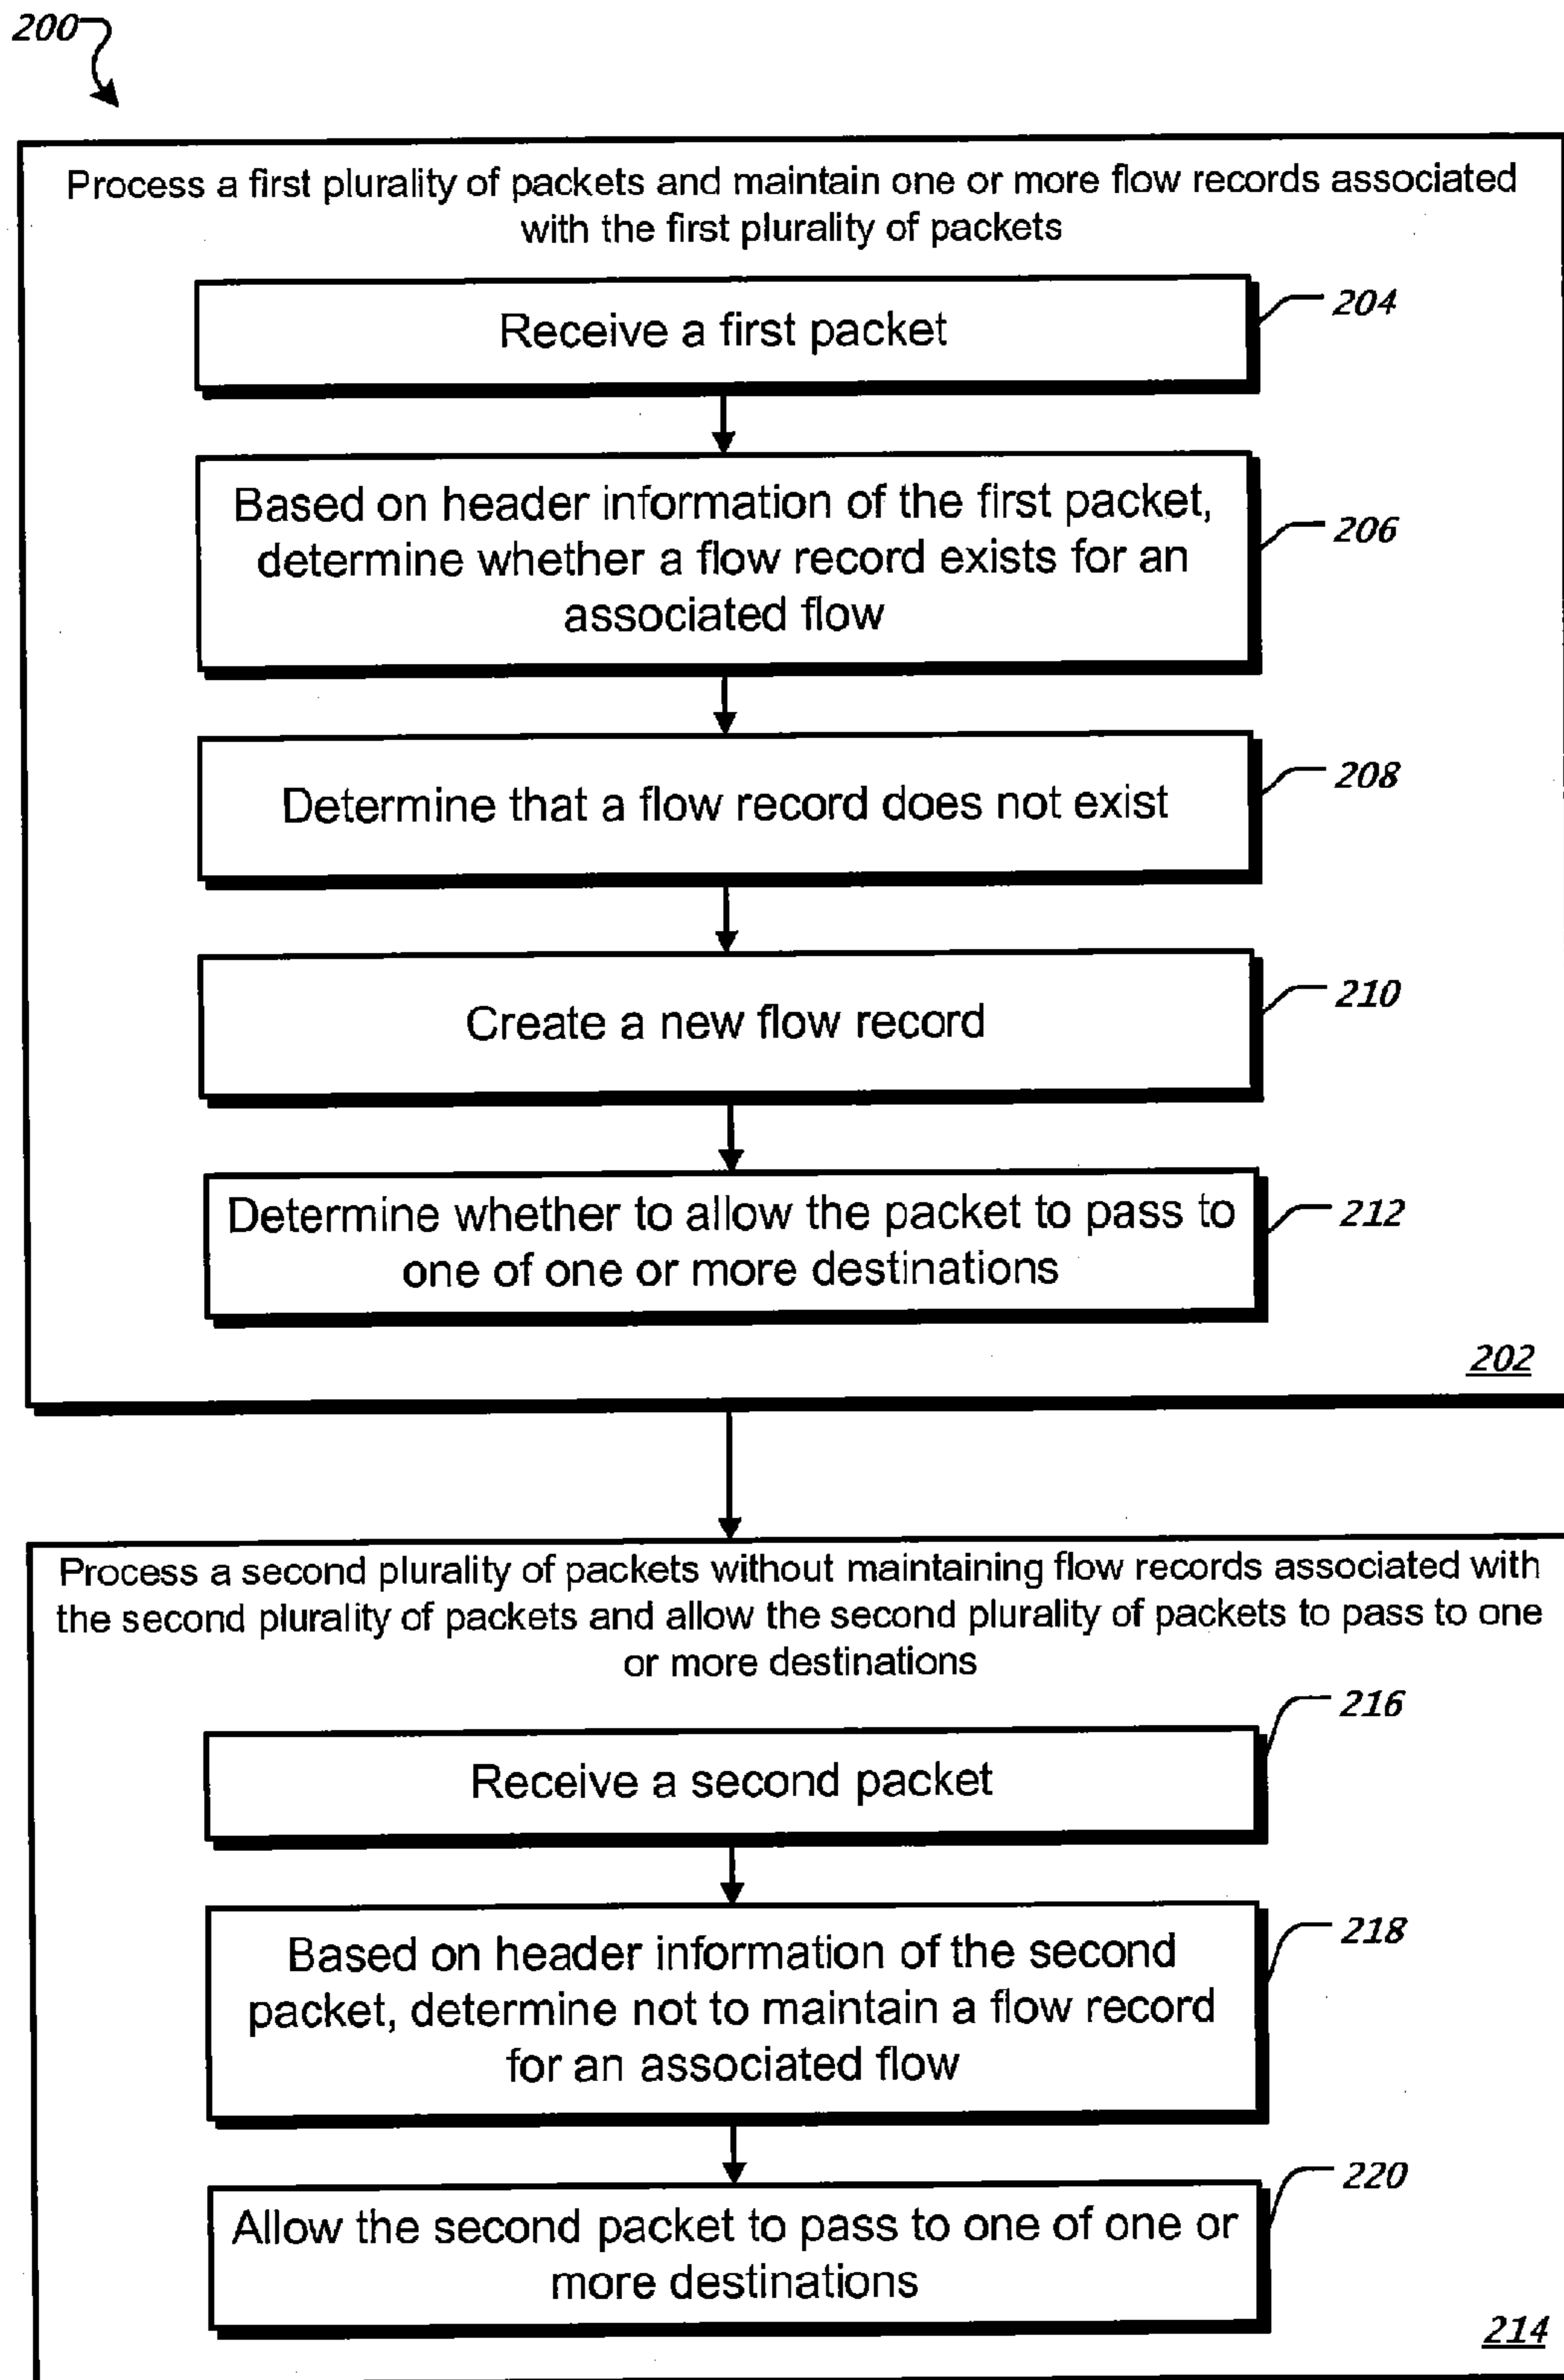 200
Process a first plurality of packets and maintain one or more flow records associated
with the first plurality of packets
Receive a first packet
204
Based on header information of the first packet,
determine whether a flow record exists for an
associated flow
206
Determine that a flow record does not exist
208
Create a new flow record
210
Determine whether to allow the packet to pass to
one of one or more destinations
212
202
Process a second plurality of packets without maintaining flow records associated with
the second plurality of packets and allow the second plurality of packets to pass to one
or more destinations
216
Receive a second packet
Based on header information of the second
packet, determine not to maintain a flow record
for an associated flow
218
Allow the second packet to pass to one of one or
more destinations
220
214